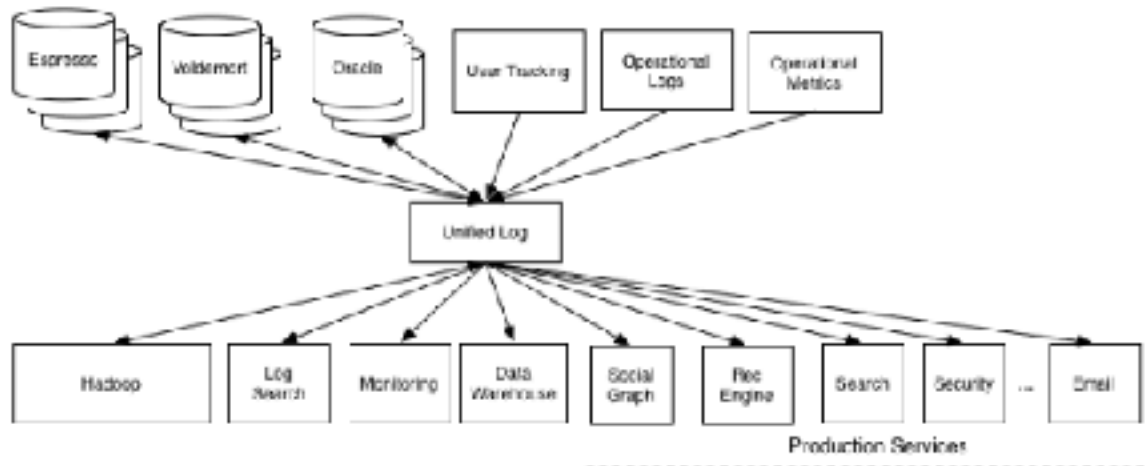 Espresso
Voldemort
Oracle
User Tracking
Operational
Logs
Operational
Metrics
Unified Log
Hadoop
Log
Search
Monitoring
Data
Warehouse
Social
Graph
Rec
Engine
Search
Security
...
Email
Production Services